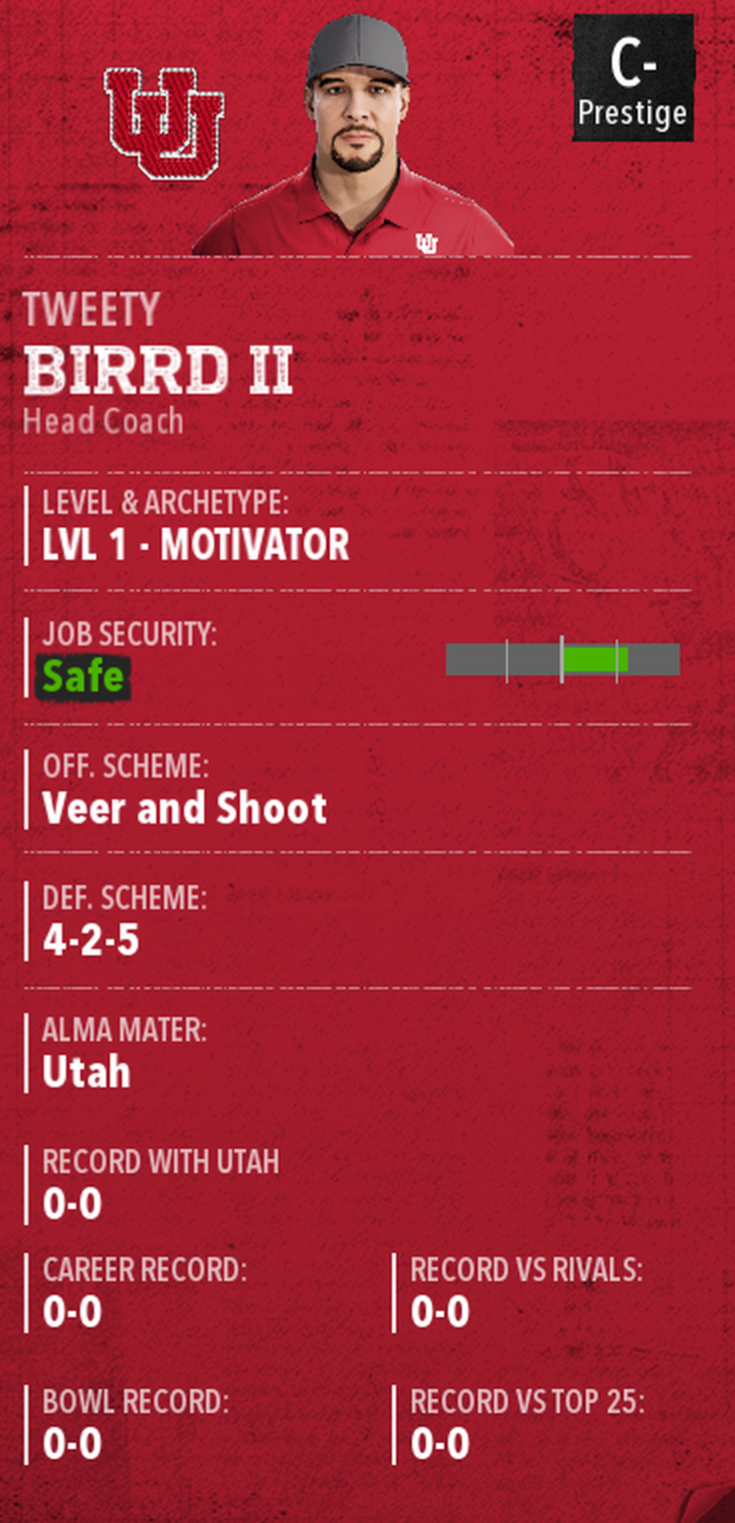 C-
Prestige
TWEETY
BIRRD II
Head Coach
LEVEL & ARCHETYPE:
LVL 1 - MOTIVATOR
JOB SECURITY:
Safe
OFF. SCHEME:
Veer and Shoot
DEF. SCHEME:
4-2-5
ALMA MATER:
Utah
RECORD WITH UTAH
0-0
CAREER RECORD:
0-0
RECORD VS RIVALS:
0-0
BOWL RECORD:
0-0
RECORD VS TOP 25:
0-0